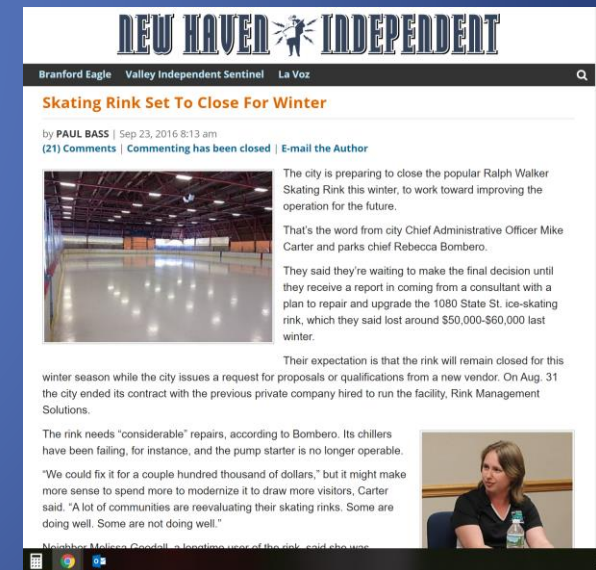 NEW HAVEN INDEPENDENT
Branford Eagle Valley Independent Sentinel La Voz
Skating Rink Set To Close For Winter
by PAUL BASS | Sep 23, 2016 8:13 am
(21) Comments | Commenting has been closed | E-mail the Author
The city is preparing to close the popular Ralph Walker
Skating Rink this winter, to work toward improving the
operation for the future.
That's the word from city Chief Administrative Officer Mike
Carter and parks chief Rebecca Bombero.
They said they're waiting to make the final decision until
they receive a report in coming from a consultant with a
plan to repair and upgrade the 1080 State St. ice-skating
rink, which they said lost around $50,000-$60,000 last
winter.
Their expectation is that the rink will remain closed for this
winter season while the city issues a request for proposals or qualifications from a new vendor. On Aug. 31
the city ended its contract with the previous private company hired to run the facility, Rink Management
Solutions.
The rink needs “considerable” repairs, according to Bombero. Its chillers
have been failing, for instance, and the pump starter is no longer operable.
“We could fix it for a couple hundred thousand of dollars,” but it might make
more sense to spend more to modernize it to draw more visitors, Carter
said. “A lot of communities are reevaluating their skating rinks. Some are
doing well. Some are not doing well.”
Neighbor Melissa Goodall, a longtime user of the rink, said she was